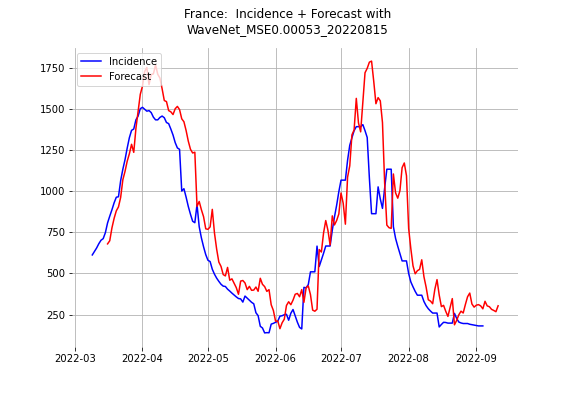 France:  Incidence + Forecast with
WaveNet_MSE0.00053_20220815
Incidence
Forecast
1750
1500
1250
1000
750
500
250
2022-03 2022-04 2022-05 2022-06 2022-07 2022-08 2022-09